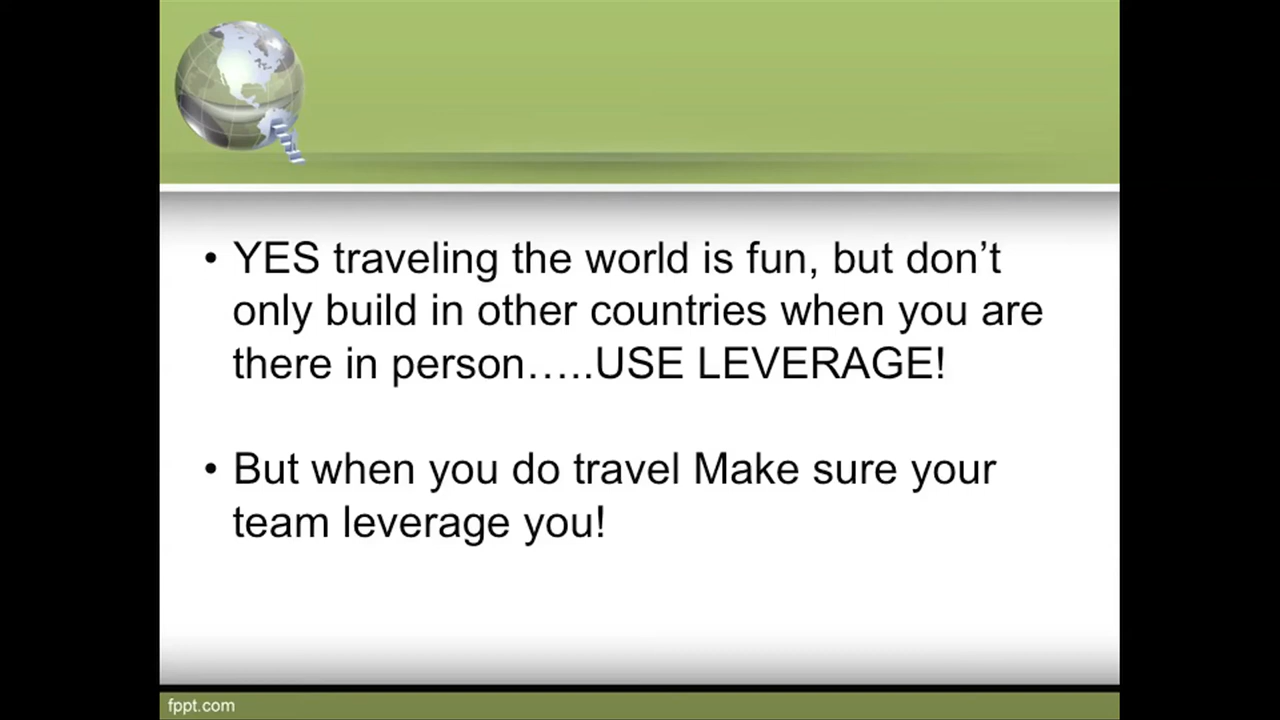 • YES traveling the world is fun, but don’t
only build in other countries when you are
there in person…..USE LEVERAGE!
• But when you do travel Make sure your
team leverage you!
fppt.com